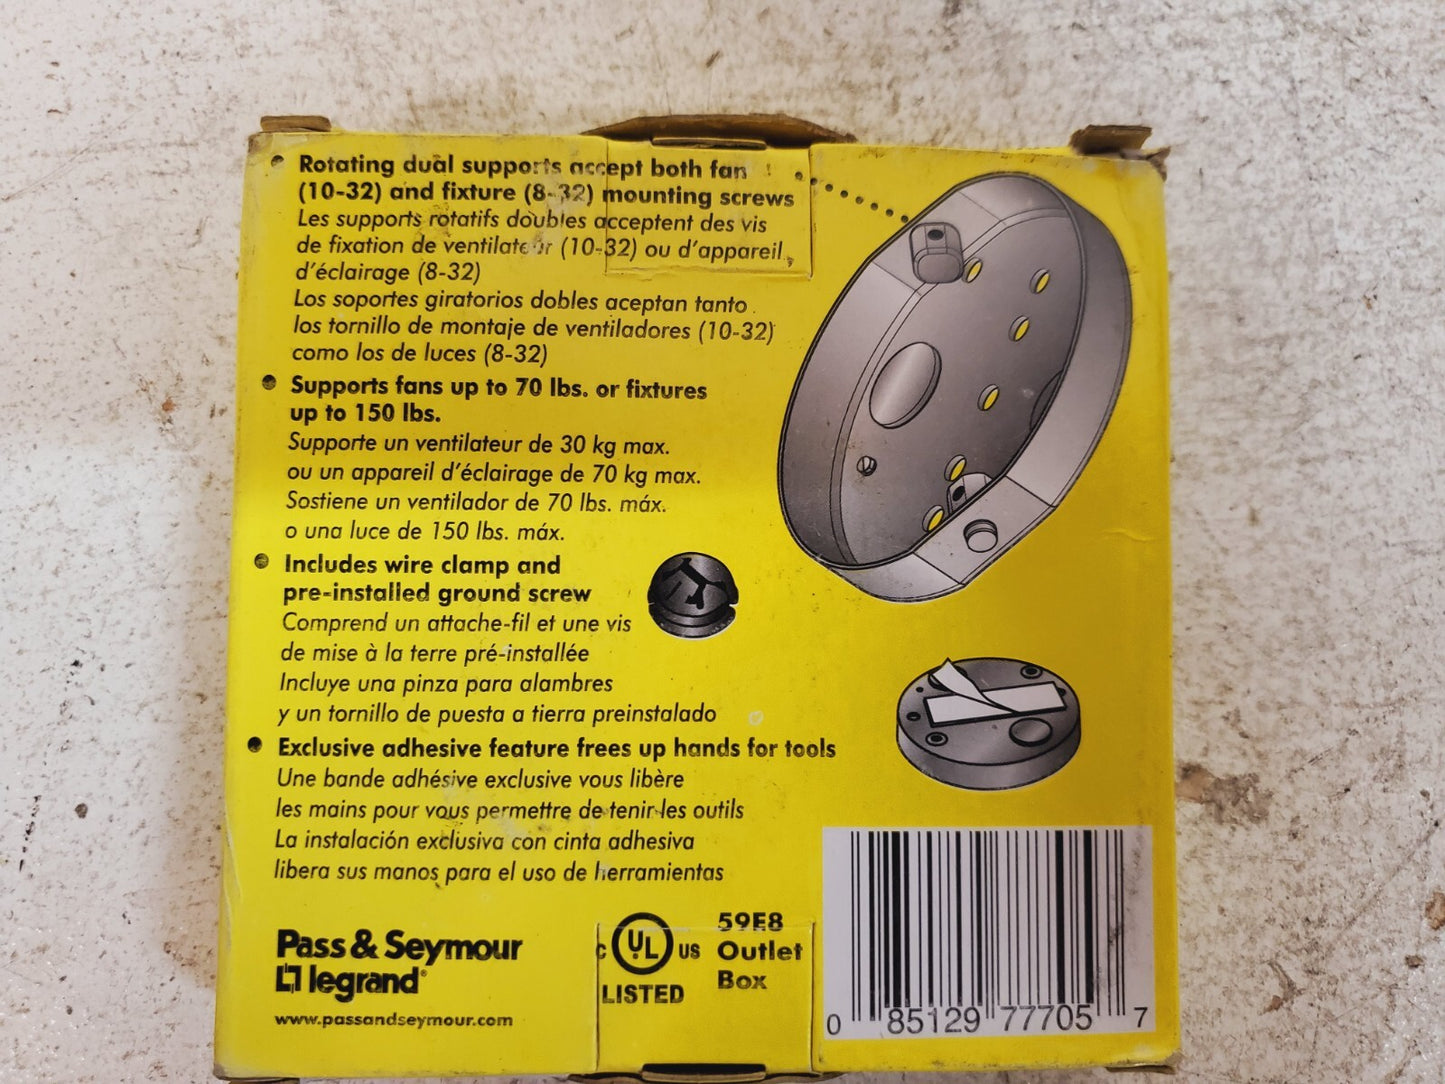 • Rotating dual supports accept both fan
(10-32) and fixture (8-32) mounting screws
Les supports rotatifs doubles acceptent des vis
de fixation de ventilateur (10-32) ou d'appareil
d'éclairage (8-32)
Los soportes giratorios dobles aceptan tanto
los tornillo de montaje de ventiladores (10-32)
como los de luces (8-32)
• Supports fans up to 70 lbs. or fixtures
up to 150 lbs.
Supporte un ventilateur de 30 kg max.
ou un appareil d'éclairage de 70 kg max.
Sostiene un ventilador de 70 lbs. máx.
o una luce de 150 lbs. máx.
• Includes wire clamp and
pre-installed ground screw
Comprend un attache-fil et une vis
de mise à la terre pré-installée
Incluye una pinza para alambres
y un tornillo de puesta a tierra preinstalado
• Exclusive adhesive feature frees up hands for tools
Une bande adhésive exclusive vous libère
les mains pour vous permettre de tenir les outils
La instalación exclusiva con cinta adhesiva
libera sus manos para el uso de herramientas
Pass & Seymour
legrand®
www.passandseymour.com
C UL US
LISTED
59E8
Outlet
Box
0 85129 77705 7